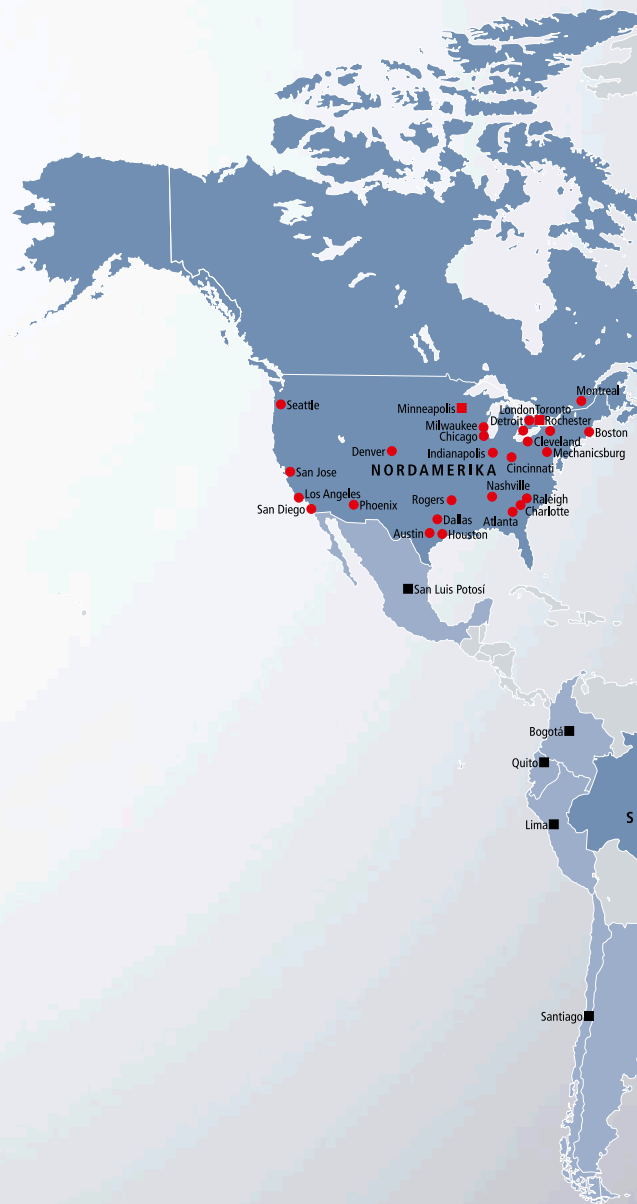 Montreal
Seattle
Minneapolis
London Toronto
Detroit Rochester
Milwaukee
Boston
Chicago
Cleveland
Denver
Indianapolis
Mechanicsburg
Cincinnati
NORDAMERIKA
San Jose
Nashville
Los Angeles
Rogers
Raleigh
Phoenix
San Diego
Charlotte
Dallas
Atlanta
Austin
Houston
San Luis Potosí
Bogotá
Quito
Lima
S
Santiago